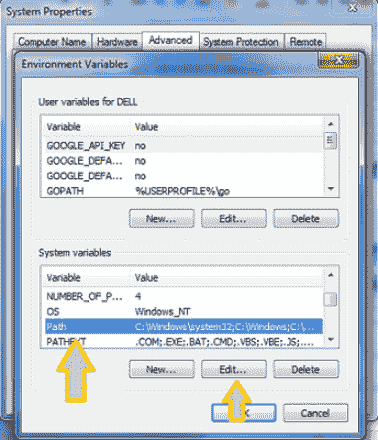 System Properties
Computer Name Hardware Advanced System Protection Remote
Environment Variables
User variables for DELL
Variable Value
GOOGLE_API_KEY no
GOOGLE_DEFA... no
GOOGLE_DEFA... no
GOPATH %USERPROFILE%\go
New... Edit... Delete
System variables
Variable Value
NUMBER_OF_P... 4
OS Windows_NT
Path C:\Windows\system32;C:\Windows;C:\...
.COM;.EXE;.BAT;.CMD;.VBS;.VBE;.JS;....
New... Edit... Delete
Cancel